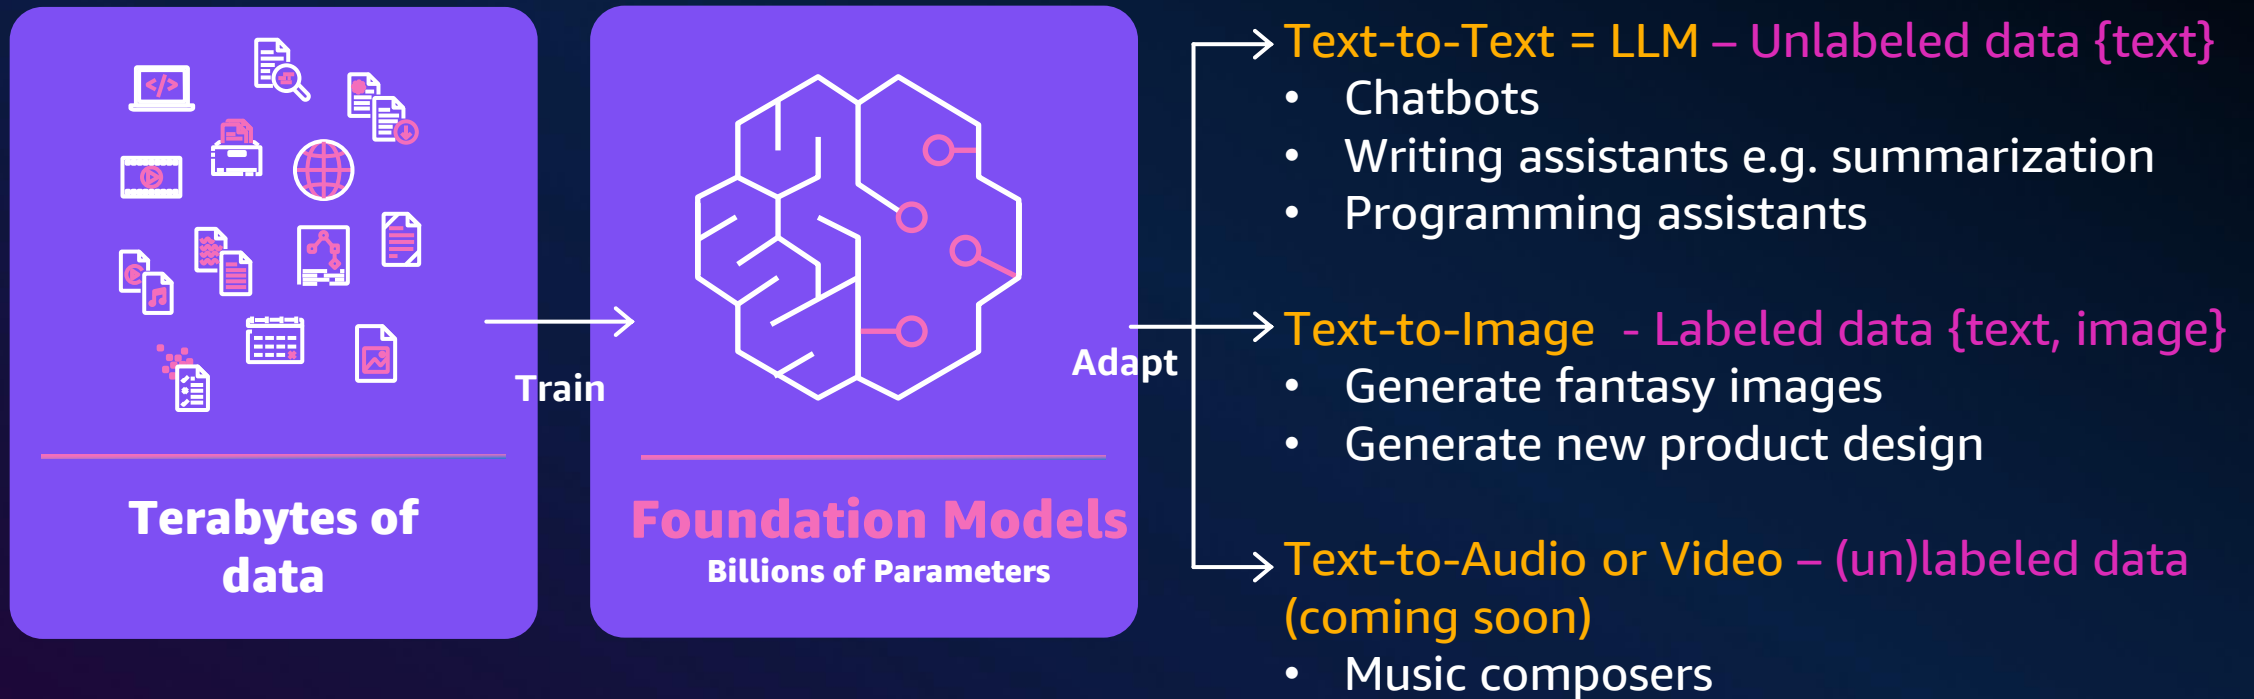 Terabytes of
data
Train
Foundation Models
Billions of Parameters
Adapt
Text-to-Text = LLM – Unlabeled data {text}
• Chatbots
• Writing assistants e.g. summarization
• Programming assistants
Text-to-Image - Labeled data {text, image}
• Generate fantasy images
• Generate new product design
Text-to-Audio or Video – (un)labeled data
(coming soon)
• Music composers